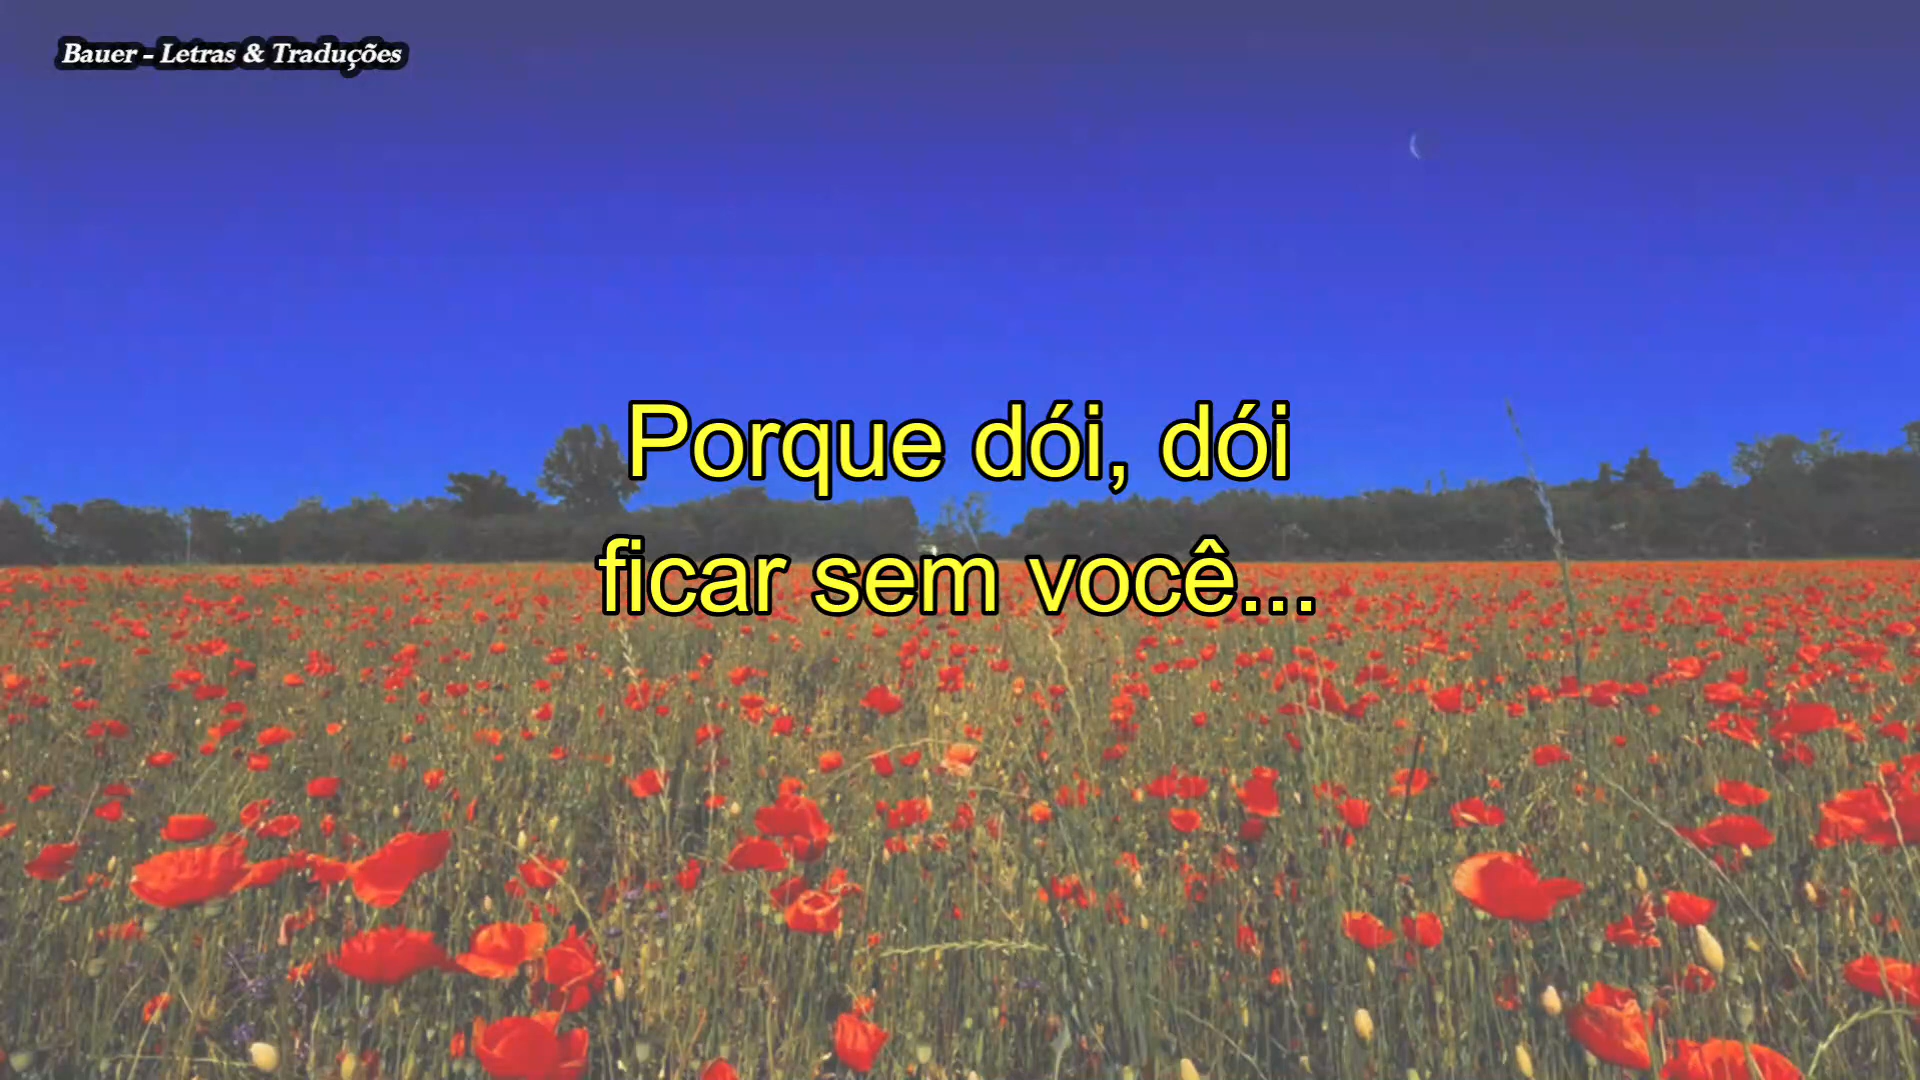 Bauer - Letras & Traduções
Porque dói, dói
ficar sem você...